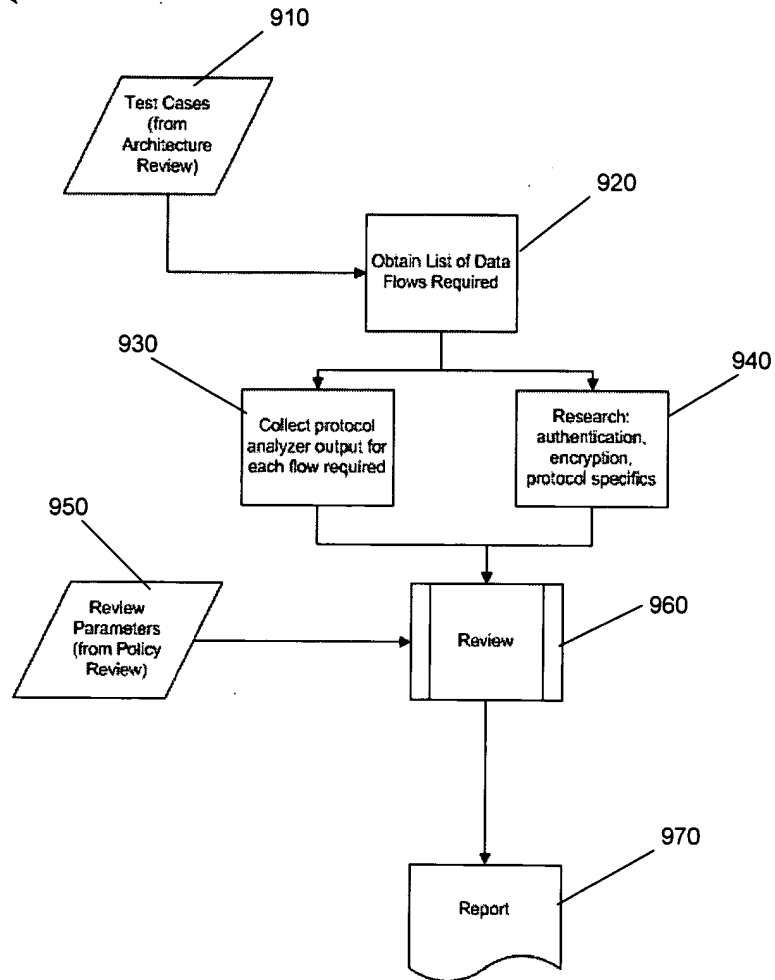 910
Test Cases
(from
Architecture
Review)
920
Obtain List of Data
Flows Required
930
Collect protocol
analyzer output for
each flow required
940
Research:
authentication,
encryption,
protocol specifics
950
Review
Parameters
(from Policy
Review)
960
Review
970
Report